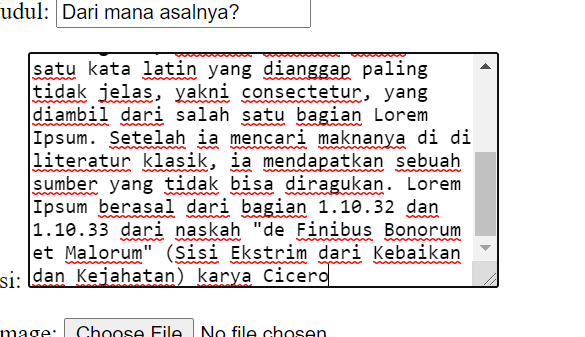 udul: Dari mana asalnya?
satu kata latin yang dianggap paling
tidak jelas, yakni consectetur, yang
diambil dari salah satu bagian Lorem
Ipsum. Setelah ia mencari maknanya di di
literatur klasik, ia mendapatkan sebuah
sumber yang tidak bisa diragukan. Lorem
Ipsum berasal dari bagian 1.10.32 dan
1.10.33 dari naskah "de Finibus Bonorum
et Malorum" (Sisi Ekstrim dari Kebaikan
si: dan Kejahatan) karya Cicero
mage: Choose File No file chosen